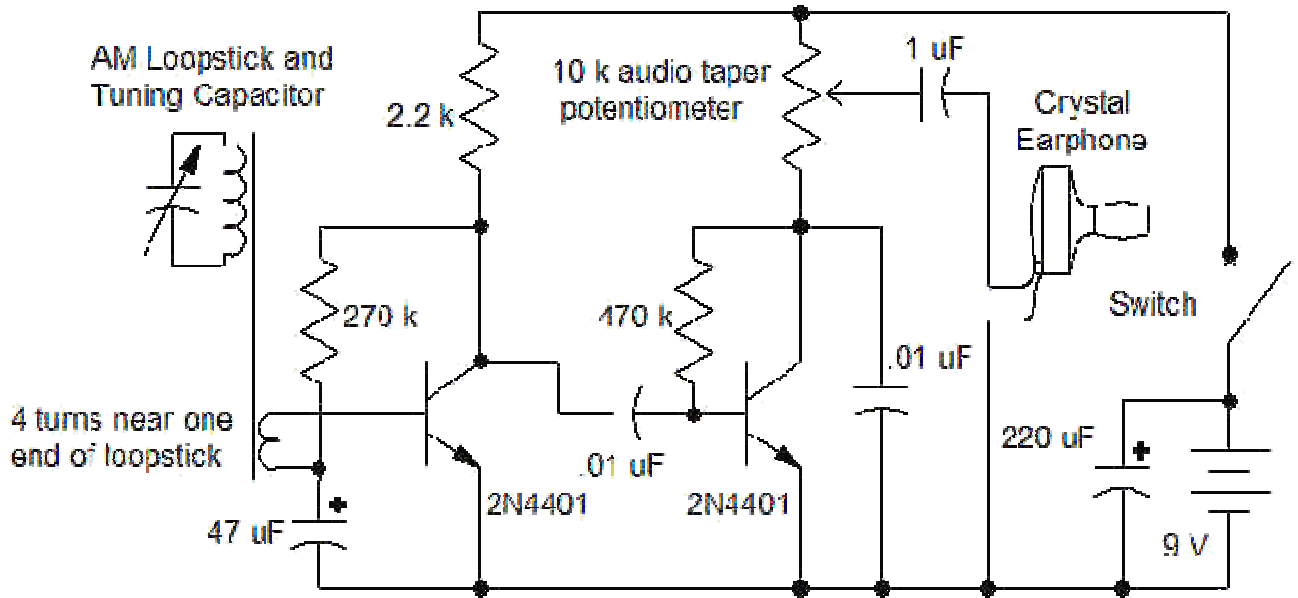 AM Loopstick and
Tuning Capacitor
2.2 k
10 k audio taper
potentiometer
1 uF
Crystal
Earphone
270 k
470 k
.01 uF
Switch
4 turns near one
end of loopstick
.01 uF
220 uF
+
47 uF
+
2N4401
2N4401
9 V